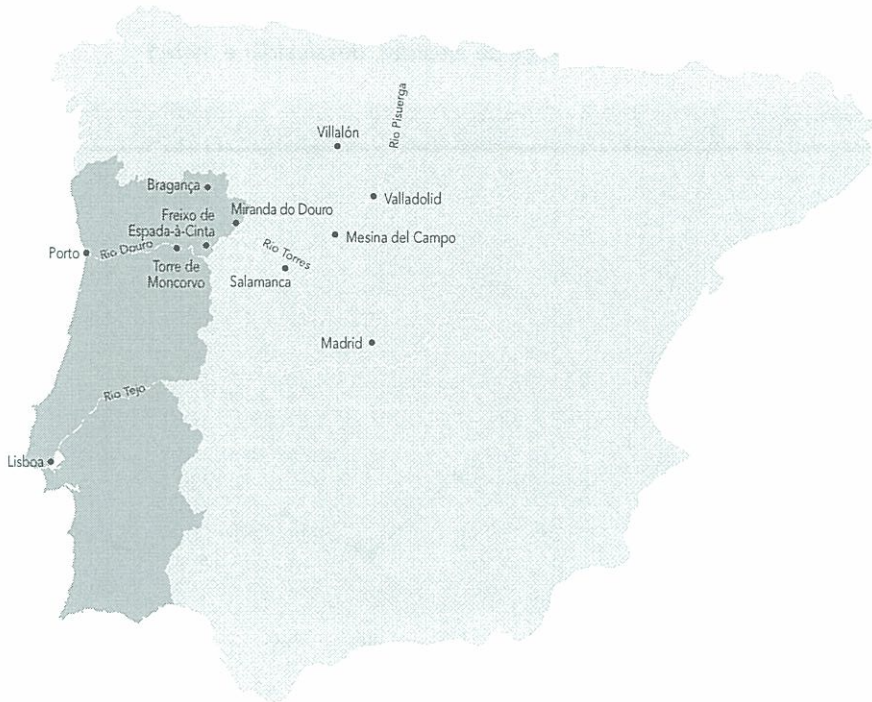 Rio Pisuerga
Villalón
Bragança
Valladolid
Miranda do Douro
Freixo de
Espada-à-Cinta
Mesina del Campo
Porto
Rio Douro
Rio Torres
Torre de
Moncorvo
Salamanca
Madrid
Rio Tejo
Lisboa